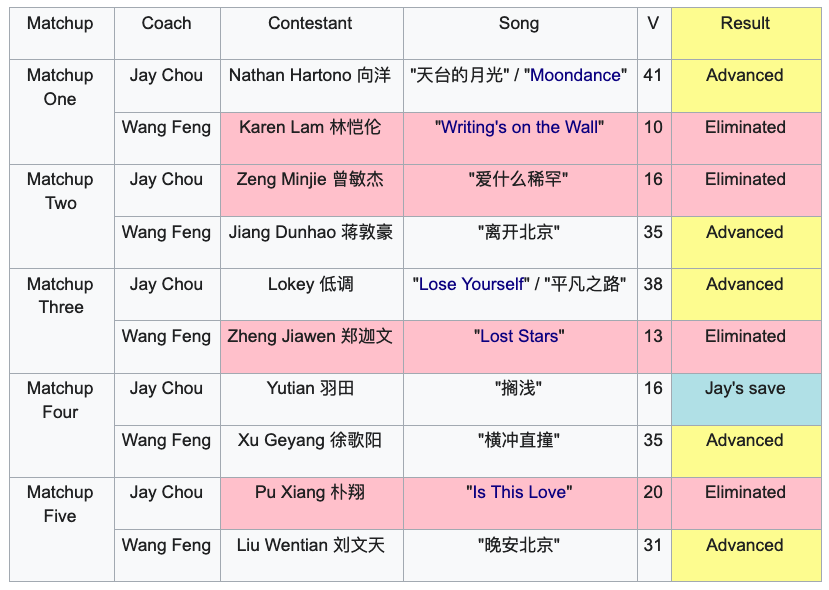 Matchup Coach Contestant Song V Result
Matchup One Jay Chou Nathan Hartono 向洋 "天台的月光" / "Moondance" 41 Advanced
Wang Feng Karen Lam 林恺伦 "Writing's on the Wall" 10 Eliminated
Matchup Two Jay Chou Zeng Minjie 曾敏杰 "爱什么稀罕" 16 Eliminated
Wang Feng Jiang Dunhao 蒋敦豪 "离开北京" 35 Advanced
Matchup Three Jay Chou Lokey 低调 "Lose Yourself" / "平凡之路" 38 Advanced
Wang Feng Zheng Jiawen 郑迦文 "Lost Stars" 13 Eliminated
Matchup Four Jay Chou Yutian 羽田 "搁浅" 16 Jay's save
Wang Feng Xu Geyang 徐歌阳 "横冲直撞" 35 Advanced
Matchup Five Jay Chou Pu Xiang 朴翔 "Is This Love" 20 Eliminated
Wang Feng Liu Wentian 刘文天 "晚安北京" 31 Advanced